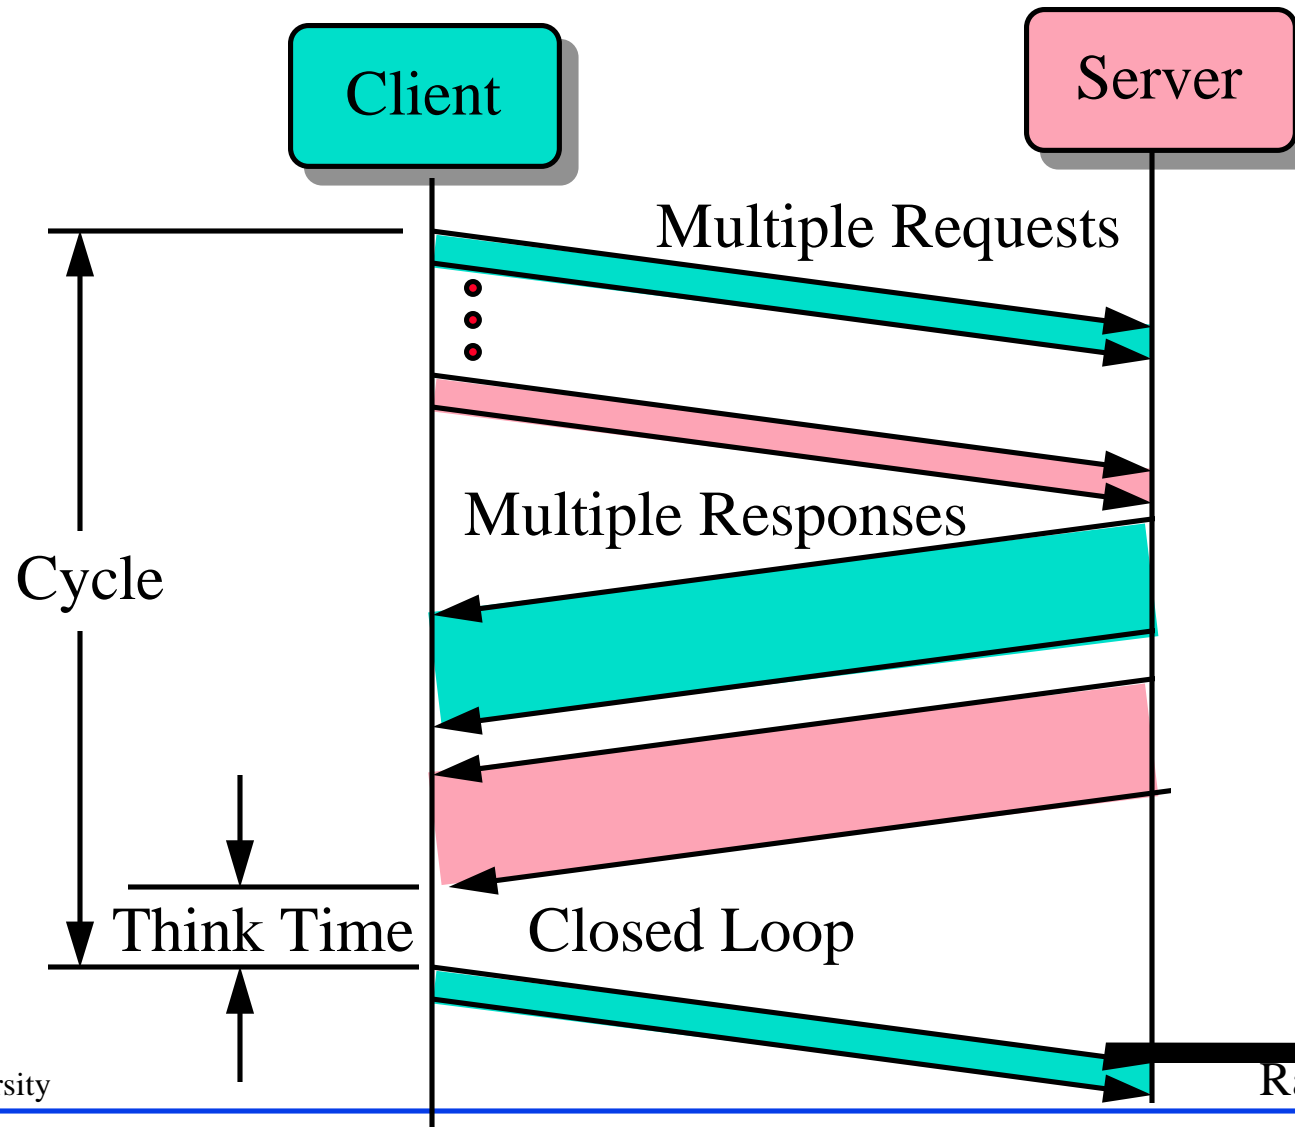 Client
Server
Multiple Requests
Multiple Responses
Cycle
Think Time
Closed Loop